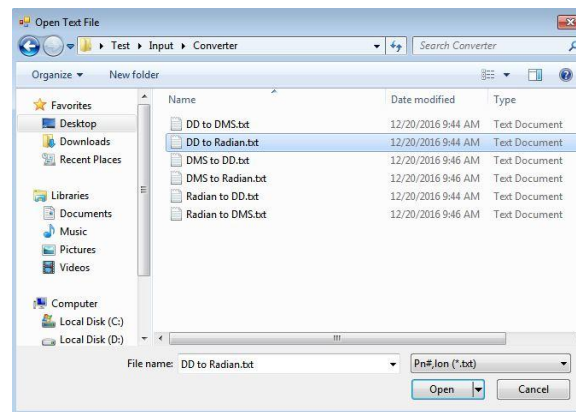 Open Text File
Test Input Converter Search Converter
Organize New folder
Favorites
Desktop
Downloads
Recent Places
Libraries
Documents
Music
Pictures
Videos
Computer
Local Disk (C:)
Local Disk (D:)
Name Date modified Type
DD to DMS.txt 12/20/2016 9:44 AM Text Document
DD to Radian.txt 12/20/2016 9:44 AM Text Document
DMS to DD.txt 12/20/2016 9:46 AM Text Document
DMS to Radian.txt 12/20/2016 9:44 AM Text Document
Radian to DD.txt 12/20/2016 9:46 AM Text Document
Radian to DMS.txt 12/20/2016 9:46 AM Text Document
File name: DD to Radian.txt Pn#,lon (*.txt)
Open Cancel